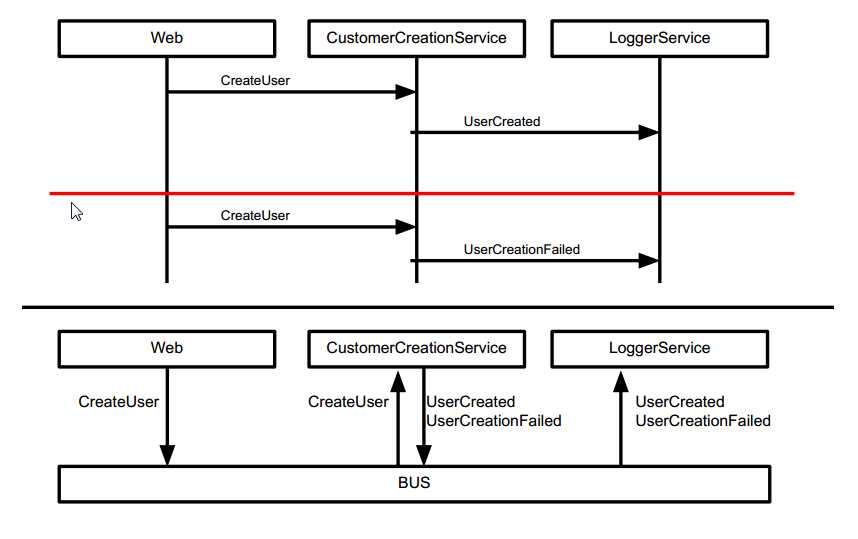 Web
CustomerCreationService
LoggerService
CreateUser
UserCreated
CreateUser
UserCreationFailed
Web
CustomerCreationService
LoggerService
CreateUser
CreateUser
UserCreated
UserCreationFailed
UserCreated
UserCreationFailed
BUS